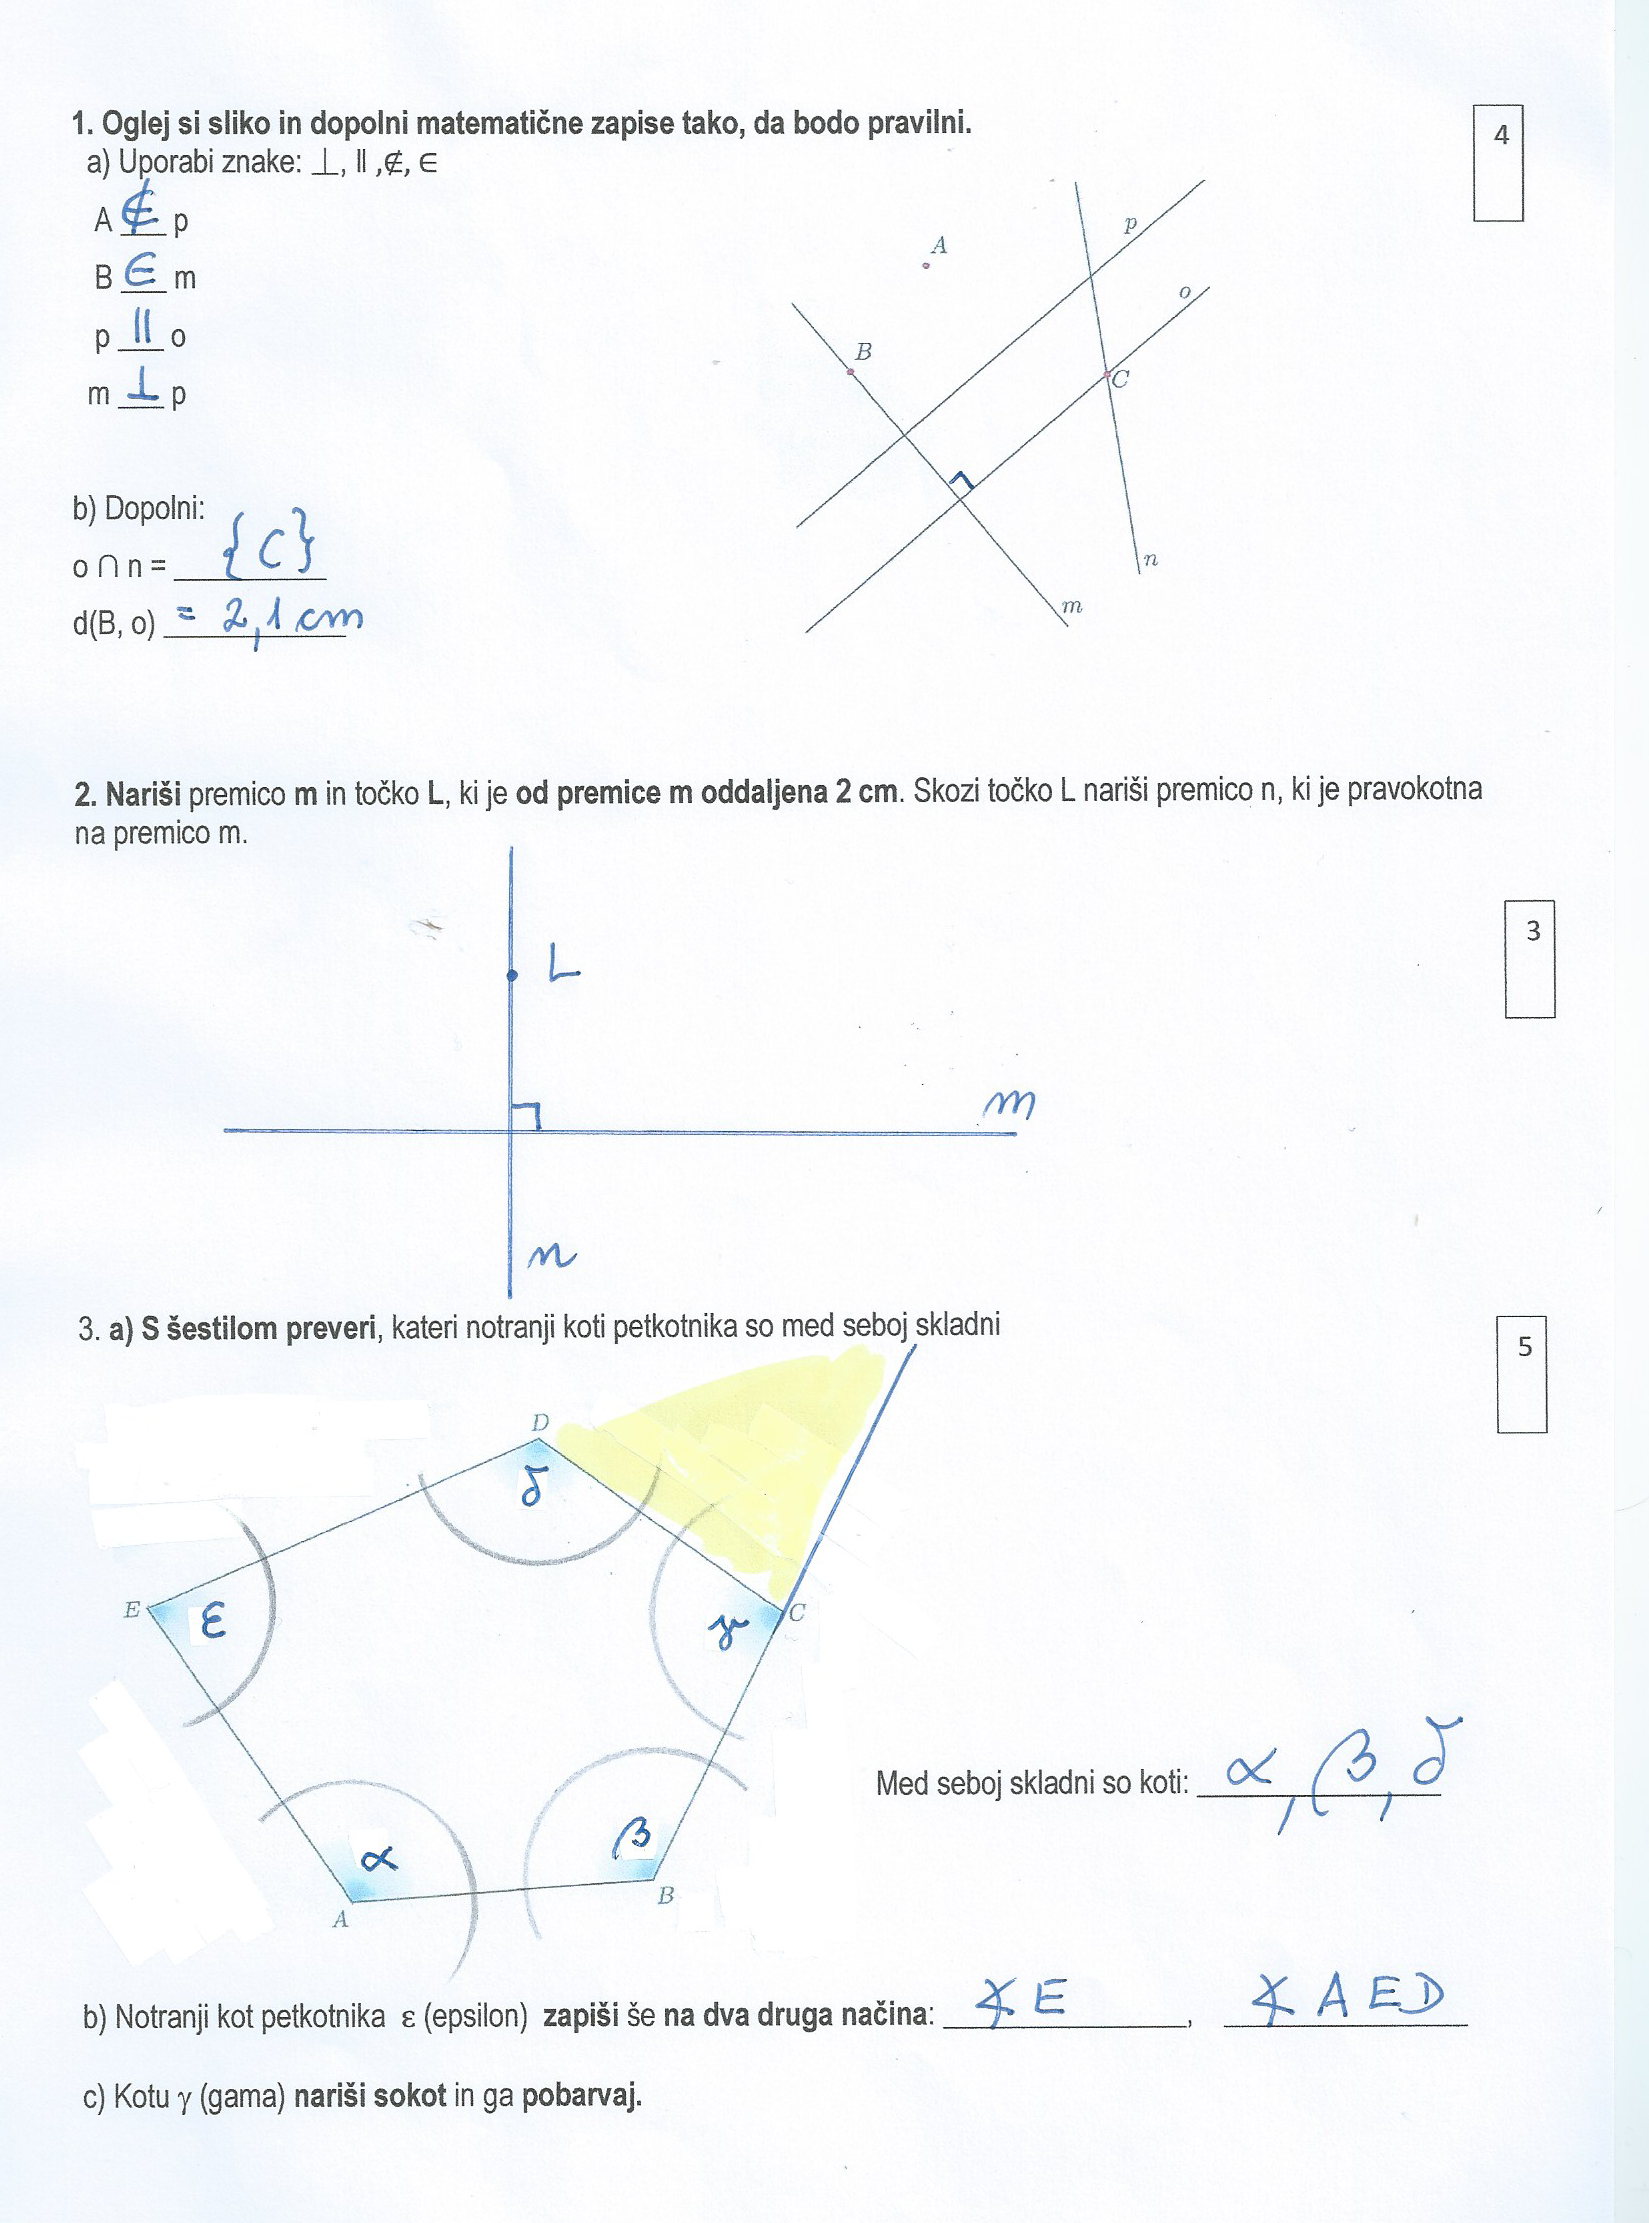 1. Oglej si sliko in dopolni matematične zapise tako, da bodo pravilni.
4
a) Uporabi znake: ⊥, ∥ ,∉, ∈
A ∉ p
B ∈ m
p ∥ o
m ⊥ p
A
p
o
B
C
n
m
b) Dopolni:
o ∩ n = {C}
d(B, o) = 2,1 cm
2. Nariši premico m in točko L, ki je od premice m oddaljena 2 cm. Skozi točko L nariši premico n, ki je pravokotna
na premico m.
3
L
m
n
3. a) S šestilom preveri, kateri notranji koti petkotnika so med seboj skladni
5
D
δ
E
ε
γ
C
Med seboj skladni so koti: α, β, δ
α
β
A
B
b) Notranji kot petkotnika ε (epsilon) zapiši še na dva druga načina: ∢ E , ∢ A E D
c) Kotu γ (gama) nariši sokot in ga pobarvaj.